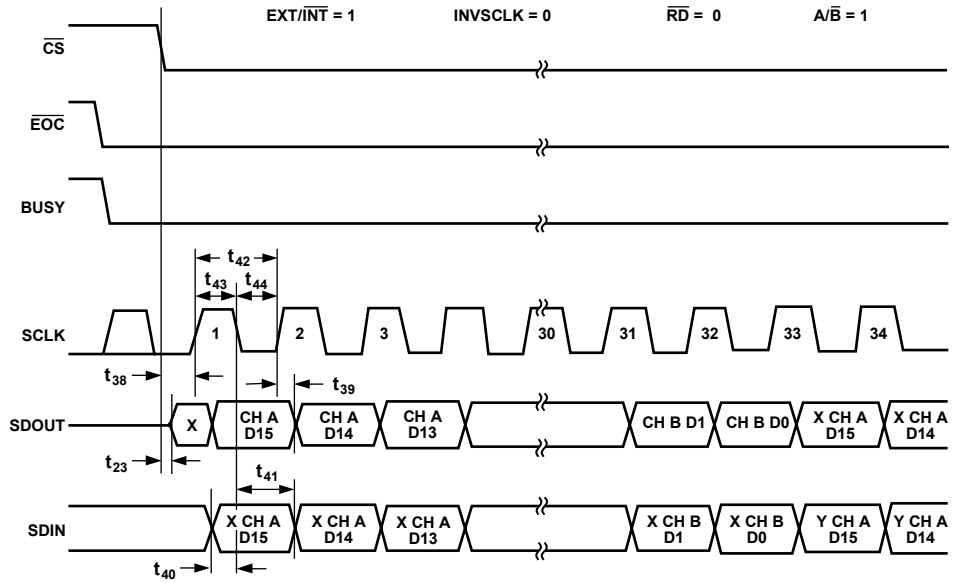 EXT/INT = 1 INVSCLK = 0 RD = 0 A/B = 1
CS
EOC
BUSY
t42
t43 t44
SCLK 1 2 3 30 31 32 33 34
t38 t39
SDOUT X CH A D15 CH A D14 CH A D13 CH B D1 CH B D0 X CH A D15 X CH A D14
t23 t41
SDIN X CH A D15 X CH A D14 X CH A D13 X CH B D1 X CH B D0 Y CH A D15 Y CH A D14
t40